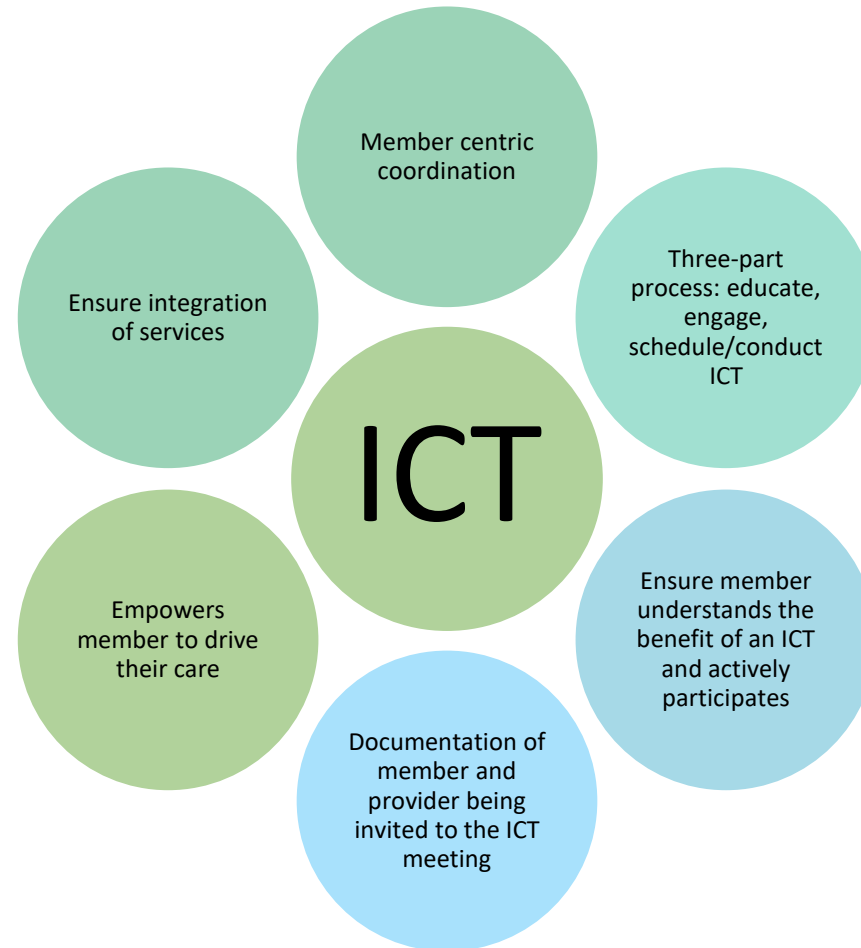 Member centric
coordination
Three-part
process: educate,
engage,
schedule/conduct
ICT
Ensure integration
of services
ICT
Ensure member
understands the
benefit of an ICT
and actively
participates
Empowers
member to drive
their care
Documentation of
member and
provider being
invited to the ICT
meeting